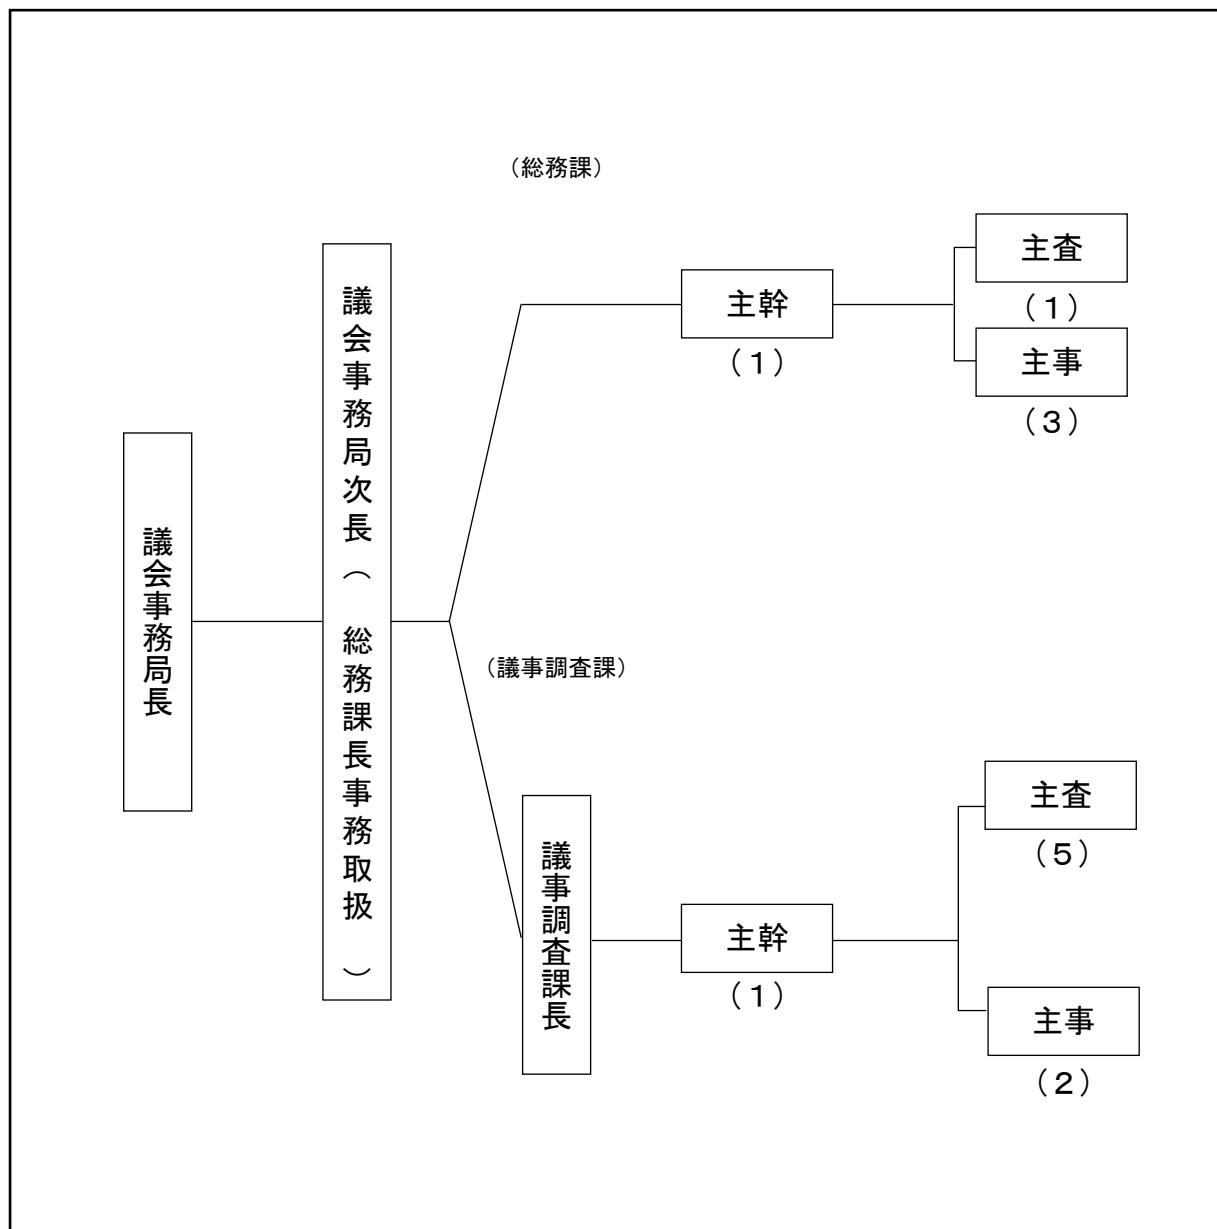 議会事務局長
議会事務局次長（総務課長事務取扱）
（総務課）
主幹
（１）
主査
（１）
主事
（３）
（議事調査課）
議事調査課長
主幹
（１）
主査
（５）
主事
（２）